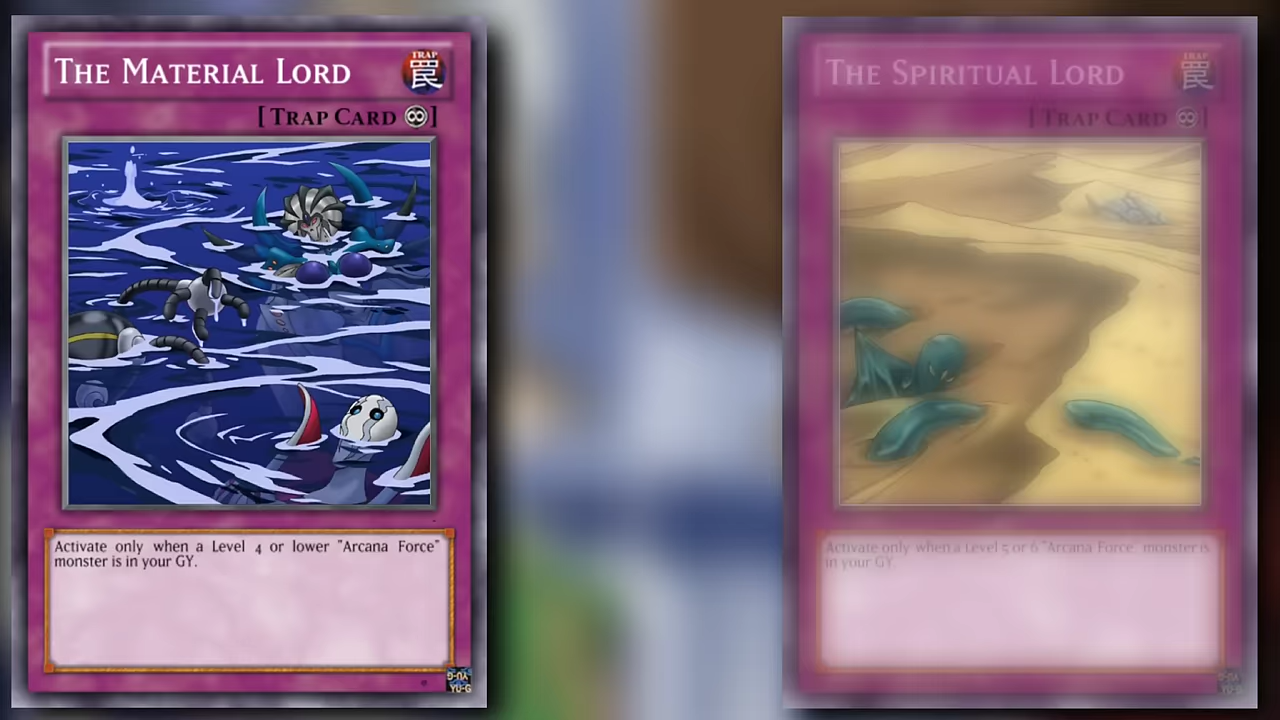 The Material Lord
TRAP
罠
[Trap Card ]
Activate only when a Level 4 or lower "Arcana Force"
monster is in your GY.
The Spiritual Lord
TRAP
罠
[Trap Card ]
Activate only when a Level 5 or 6 "Arcana Force" monster is
in your GY.